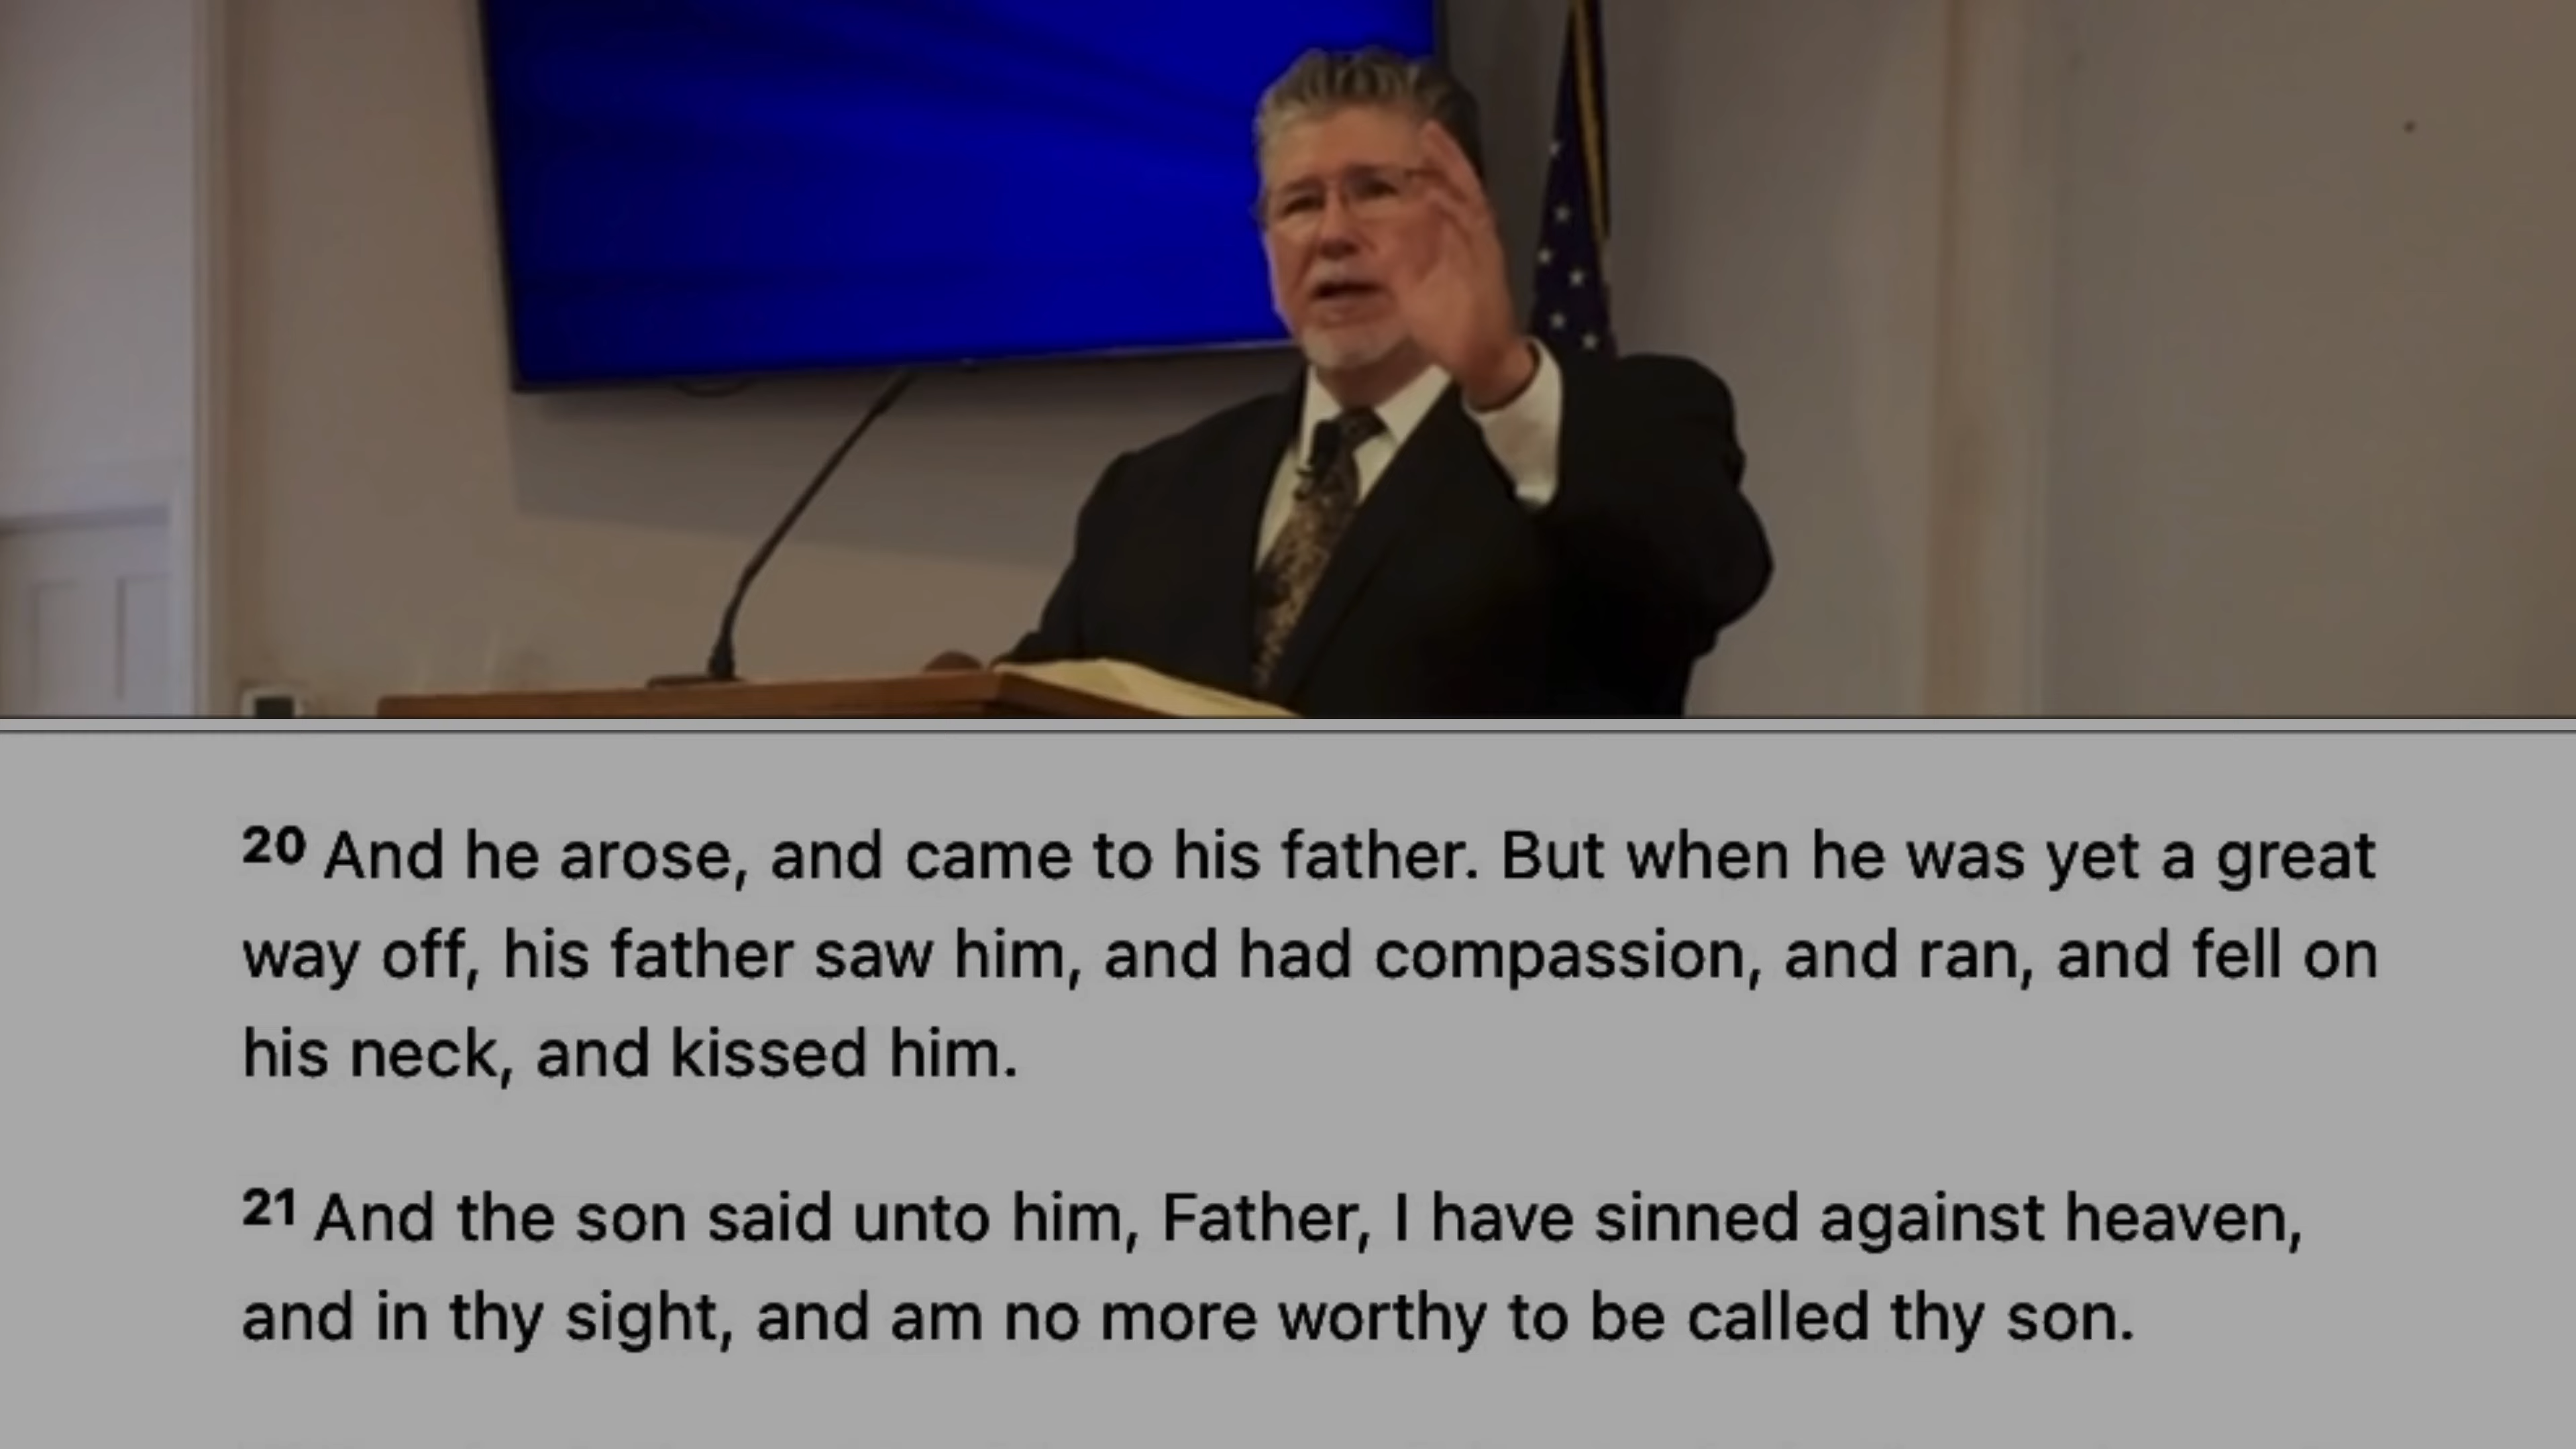 20 And he arose, and came to his father. But when he was yet a great
way off, his father saw him, and had compassion, and ran, and fell on
his neck, and kissed him.
21 And the son said unto him, Father, I have sinned against heaven,
and in thy sight, and am no more worthy to be called thy son.